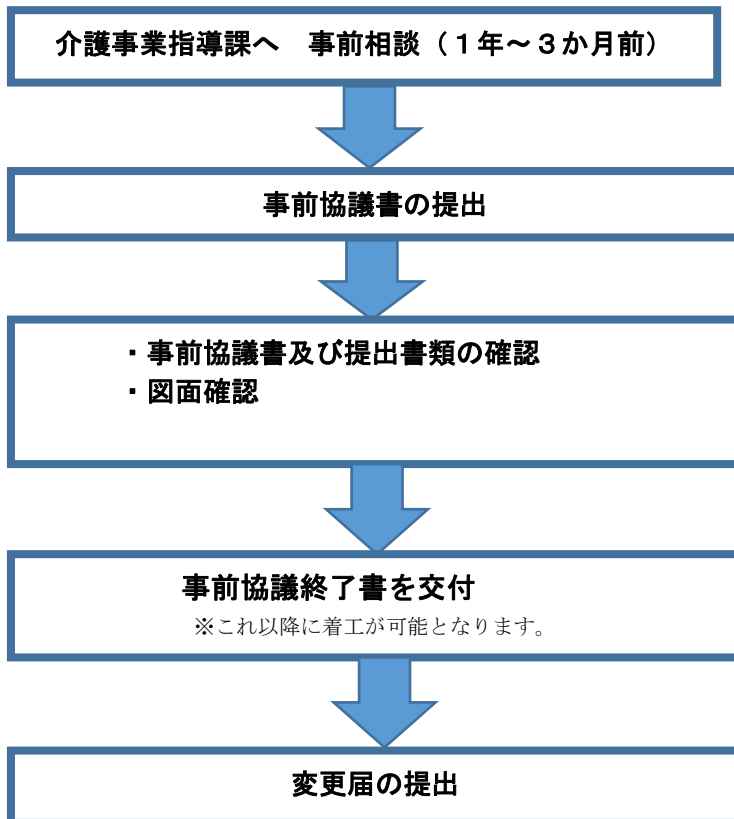 介護事業指導課へ　事前相談（１年～３か月前）
事前協議書の提出
・事前協議書及び提出書類の確認
・図面確認
事前協議終了書を交付
※これ以降に着工が可能となります。
変更届の提出